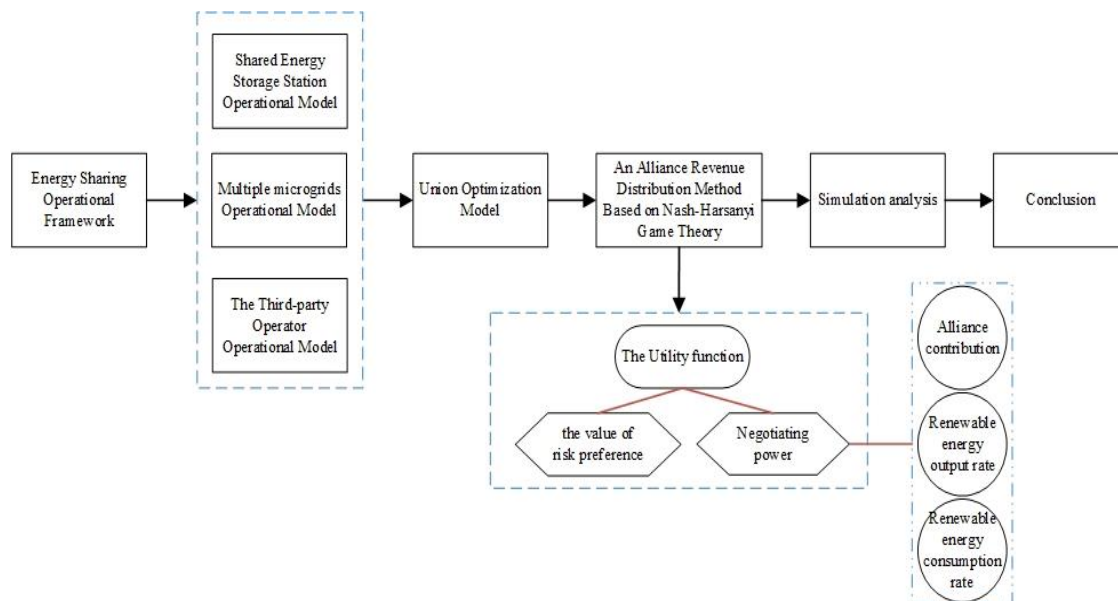 Shared Energy
Storage Station
Operational Model
Energy Sharing
Operational
Framework
Multiple microgrids
Operational Model
The Third-party
Operator
Operational Model
Union Optimization
Model
An Alliance Revenue
Distribution Method
Based on Nash-Harsanyi
Game Theory
Simulation analysis
Conclusion
The Utility function
the value of
risk preference
Negotiating
power
Alliance
contribution
Renewable
energy
output rate
Renewable
energy
consumption
rate